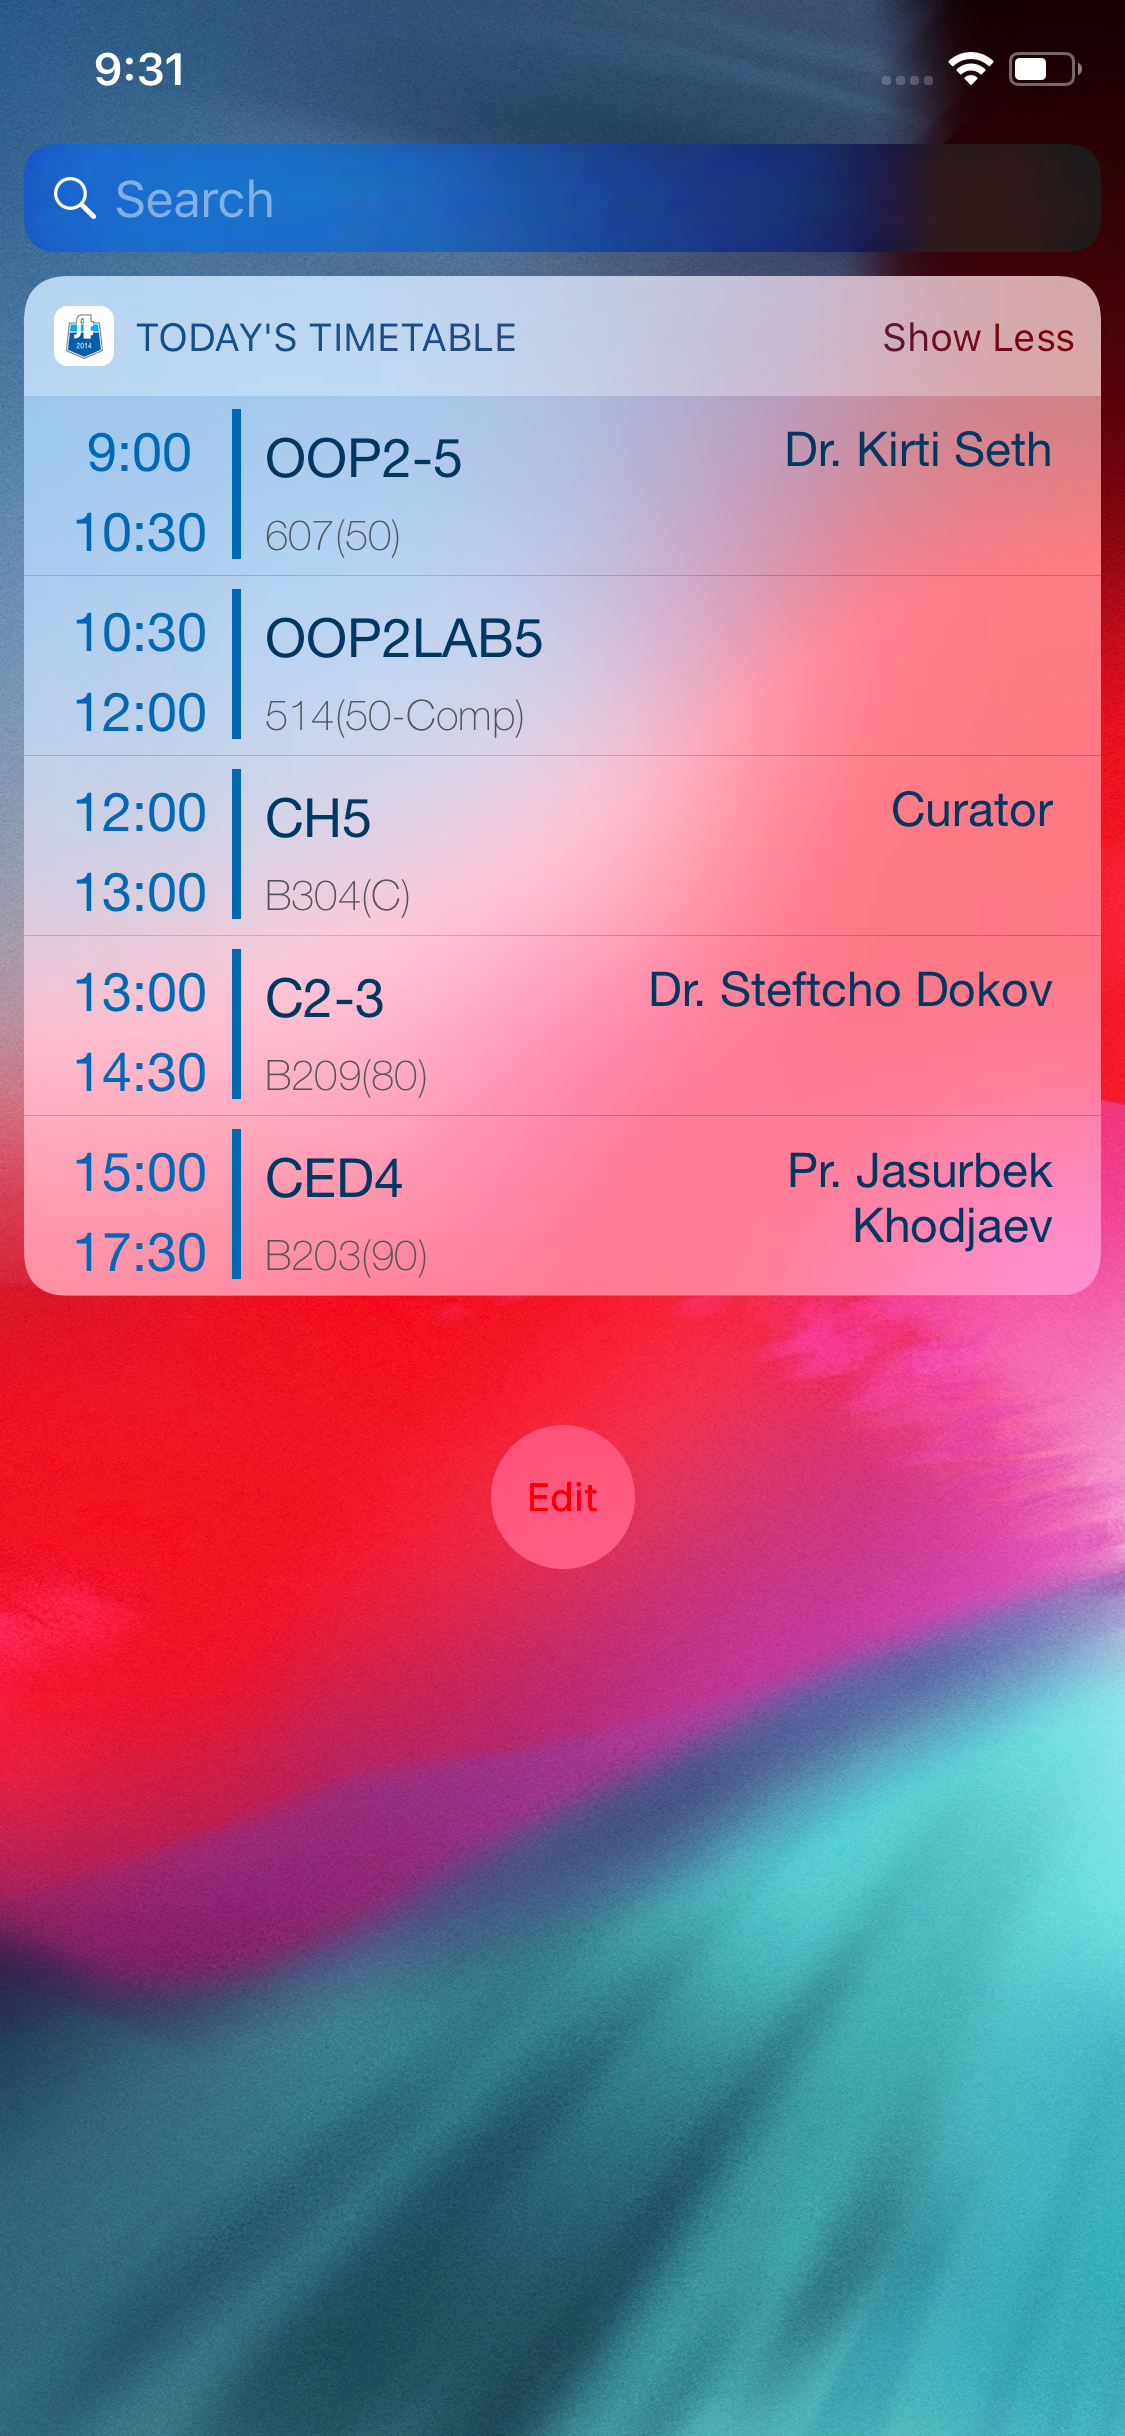 9:31
Search
2014
TODAY'S TIMETABLE
Show Less
9:00
10:30
OOP2-5
607(50)
Dr. Kirti Seth
10:30
12:00
OOP2LAB5
514(50-Comp)
12:00
13:00
CH5
B304(C)
Curator
13:00
14:30
C2-3
B209(80)
Dr. Steftcho Dokov
15:00
17:30
CED4
B203(90)
Pr. Jasurbek
Khodjaev
Edit